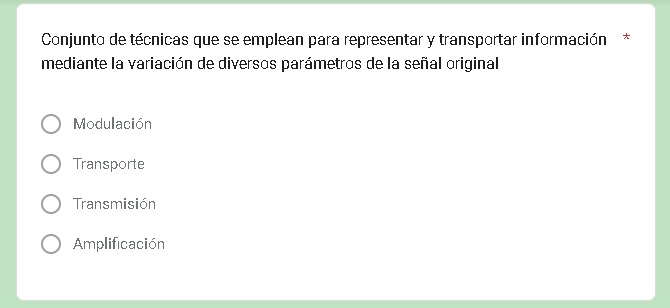 Conjunto de técnicas que se emplean para representar y transportar información *
mediante la variación de diversos parámetros de la señal original
Modulación
Transporte
Transmisión
Amplificación